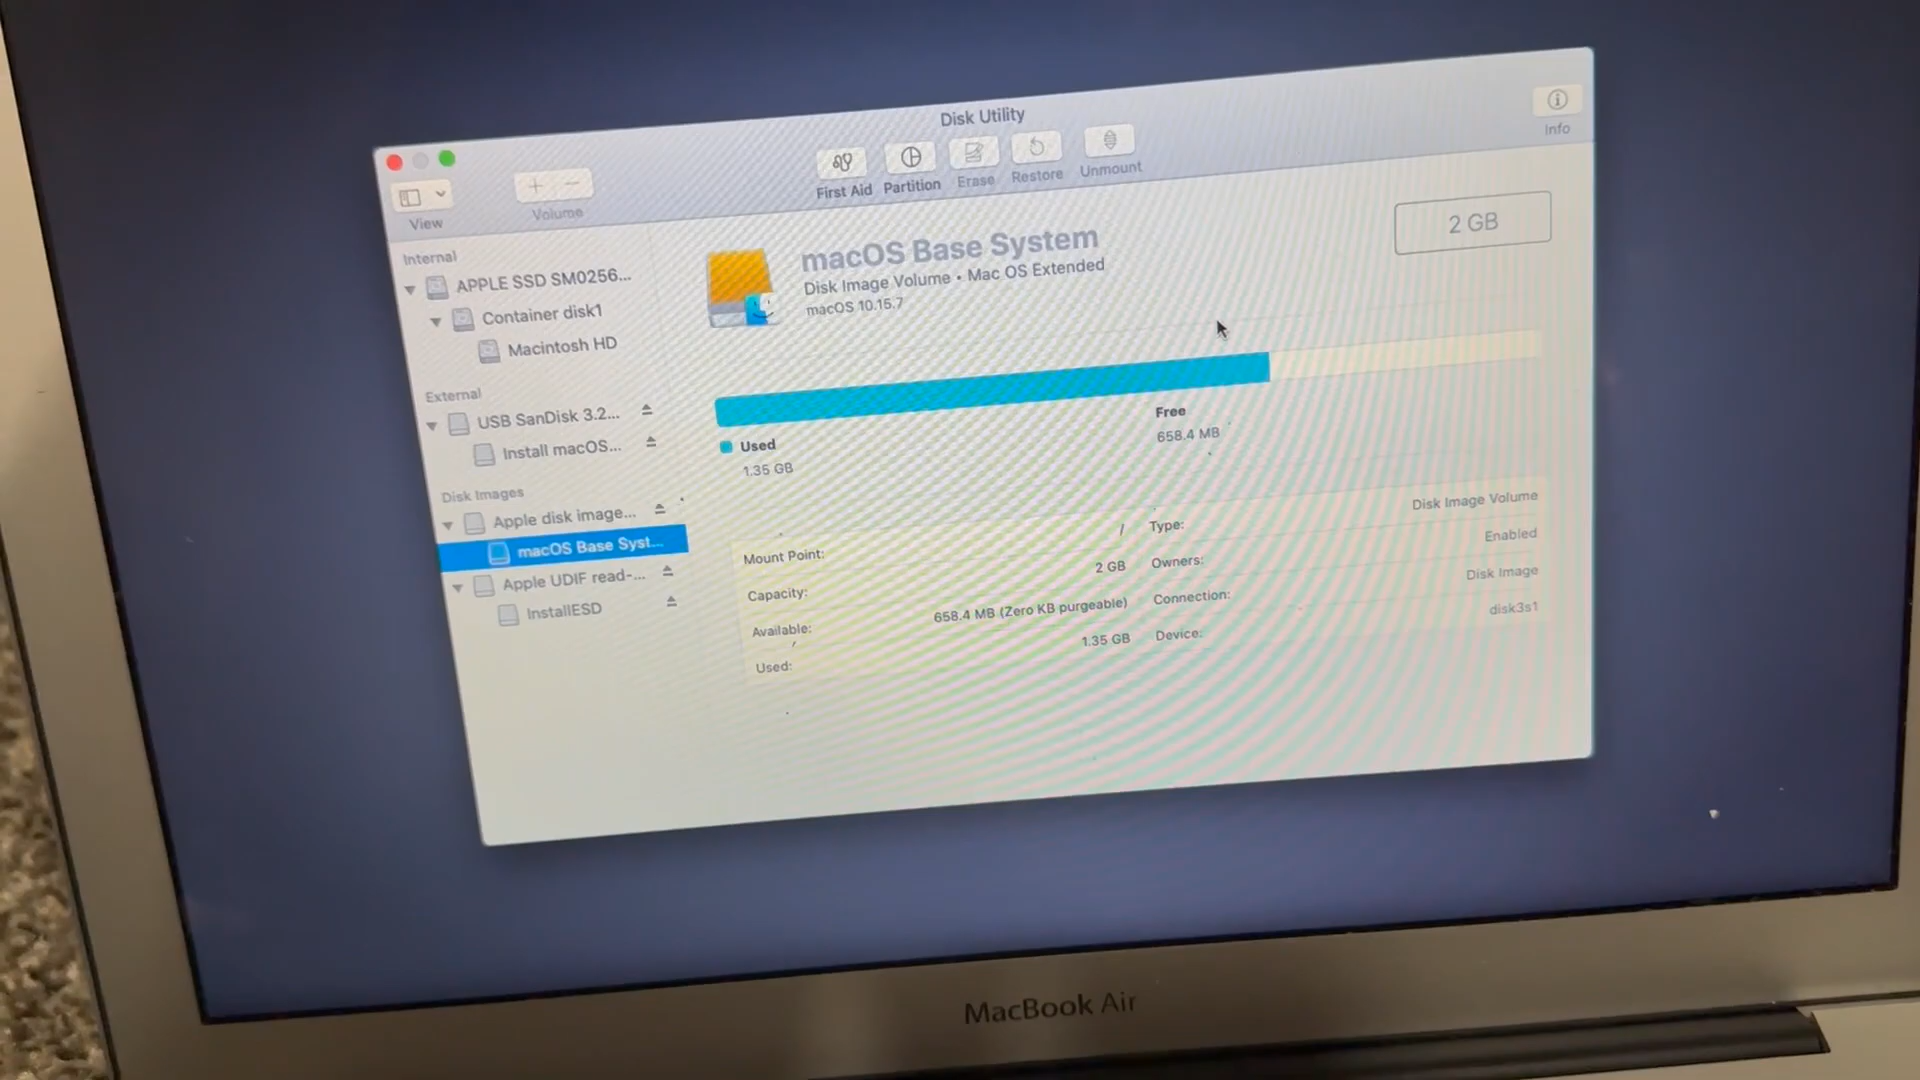 Disk Utility
First Aid
Partition
Erase
Restore
Unmount
Info
View
Volume
Internal
APPLE SSD SM0256...
Container disk1
Macintosh HD
External
USB SanDisk 3.2...
Install macOS...
Disk Images
Apple disk image...
macOS Base Syst...
Apple UDIF read-...
InstallESD
macOS Base System
Disk Image Volume • Mac OS Extended
macOS 10.15.7
2 GB
Used
1.35 GB
Free
658.4 MB
Mount Point: /
Capacity: 2 GB
Available: 658.4 MB (Zero KB purgeable)
Used: 1.35 GB
Type: Disk Image Volume
Owners: Enabled
Connection: Disk Image
Device: disk3s1
MacBook Air